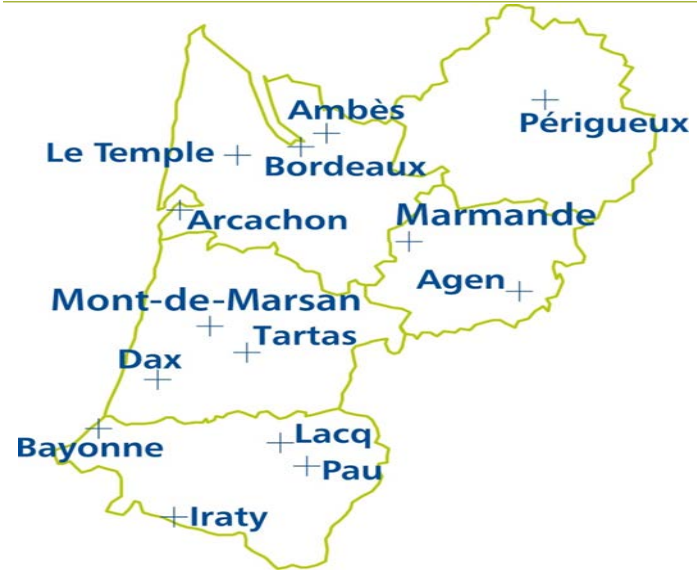 Ambès
Périgueux
Le Temple
Bordeaux
Arcachon
Marmande
Agen
Mont-de-Marsan
Tartas
Dax
Bayonne
Lacq
Pau
Iraty